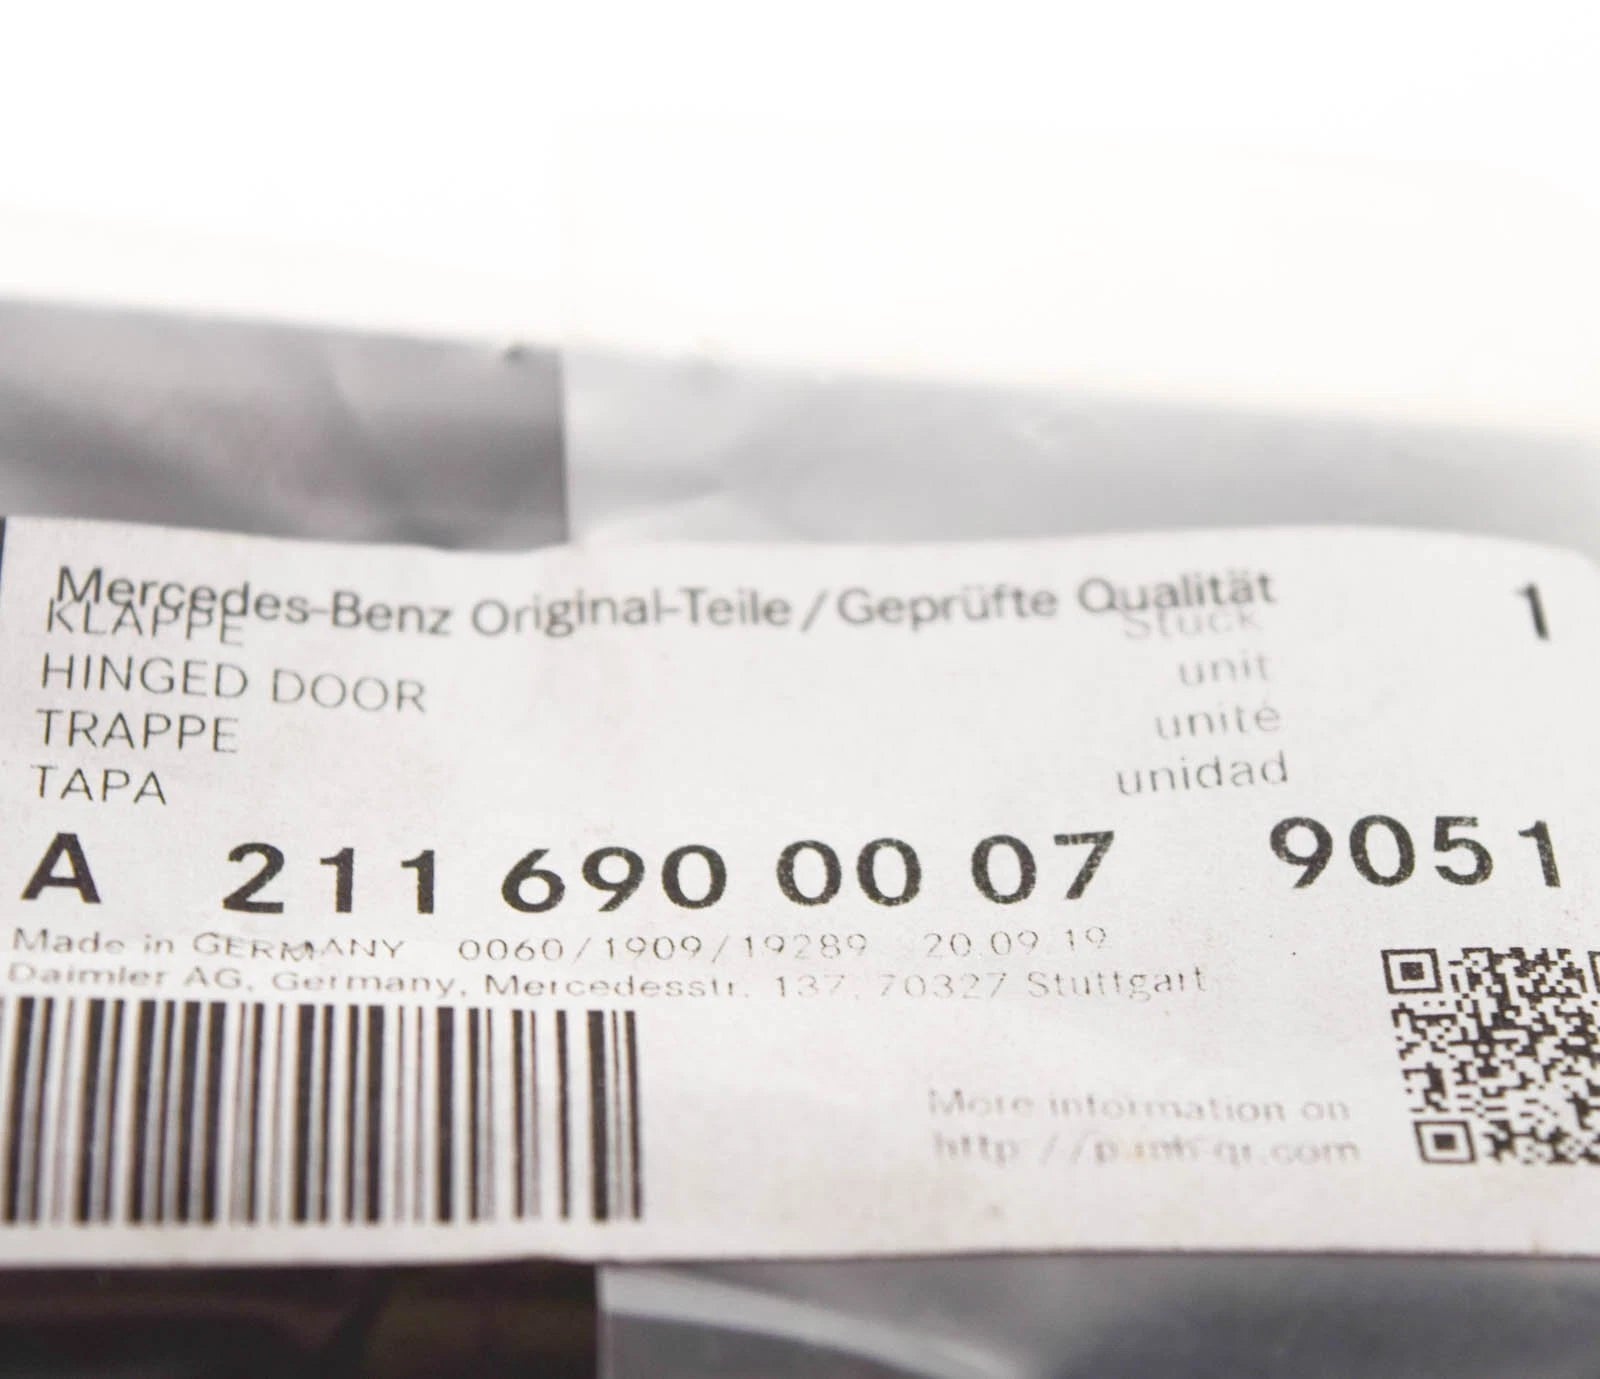 Mercedes-Benz Original-Teile/Geprüfte Qualität
KLAPPE Stück 1
HINGED DOOR unit
TRAPPE unité
TAPA unidad
A 211 690 00 07 9051
Made in GERMANY 0060/1909/19289 20.09.19
Daimler AG, Germany, Mercedesstr. 137, 70327 Stuttgart
More information on